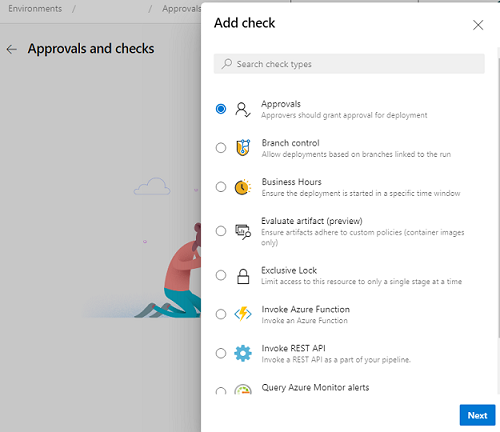 Environments / / Approvals
Add check
← Approvals and checks
Search check types
Approvals
Approvers should grant approval for deployment
Branch control
Allow deployments based on branches linked to the run
Business Hours
Ensure the deployment is started in a specific time window
Evaluate artifact (preview)
Ensure artifacts adhere to custom policies (container images
only)
Exclusive Lock
Limit access to this resource to only a single stage at a time
Invoke Azure Function
Invoke an Azure Function
Invoke REST API
Invoke a REST API as a part of your pipeline.
Query Azure Monitor alerts
Next